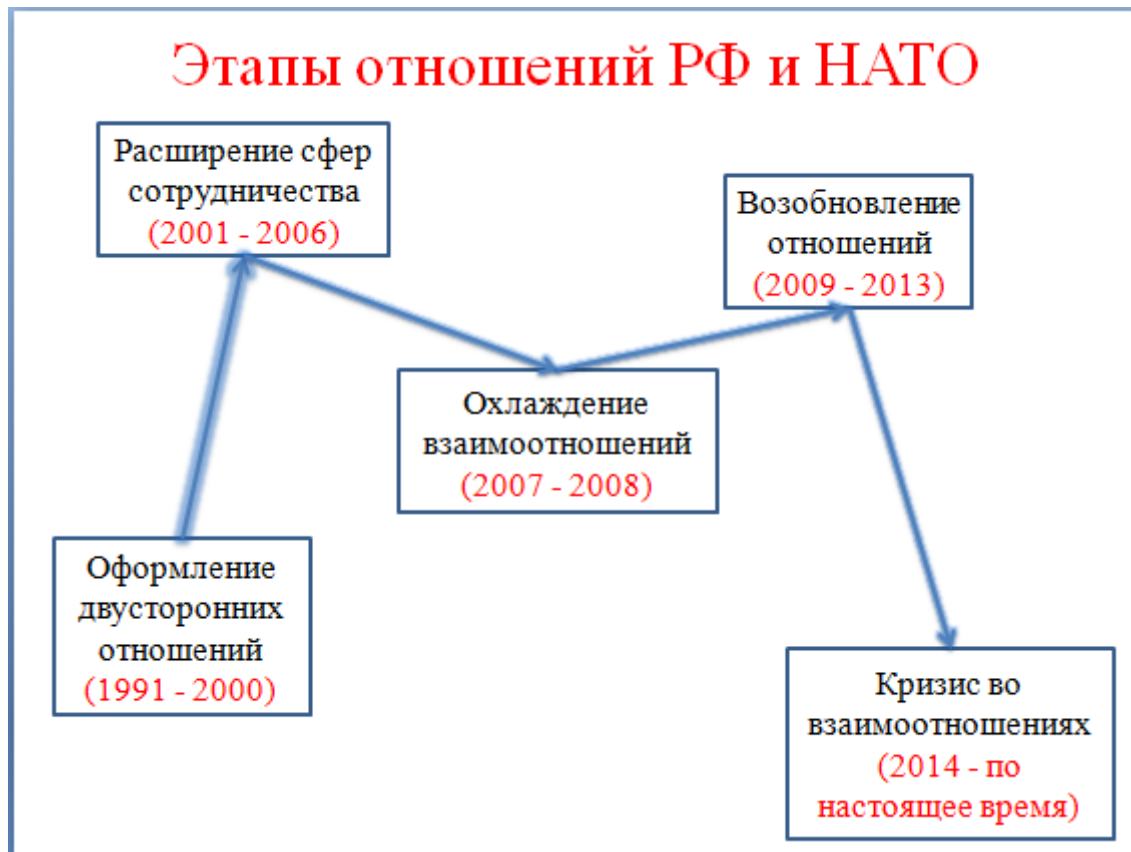 Этапы отношений РФ и НАТО
Оформление
двусторонних
отношений
(1991 - 2000)
Расширение сфер
сотрудничества
(2001 - 2006)
Охлаждение
взаимоотношений
(2007 - 2008)
Возобновление
отношений
(2009 - 2013)
Кризис во
взаимоотношениях
(2014 - по
настоящее время)